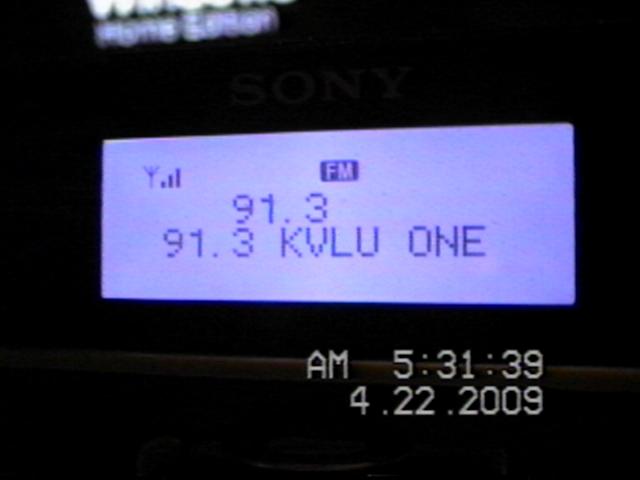 Home Edition
SONY
FM
91.3
91.3 KVLU ONE
AM 5:31:39
4.22.2009